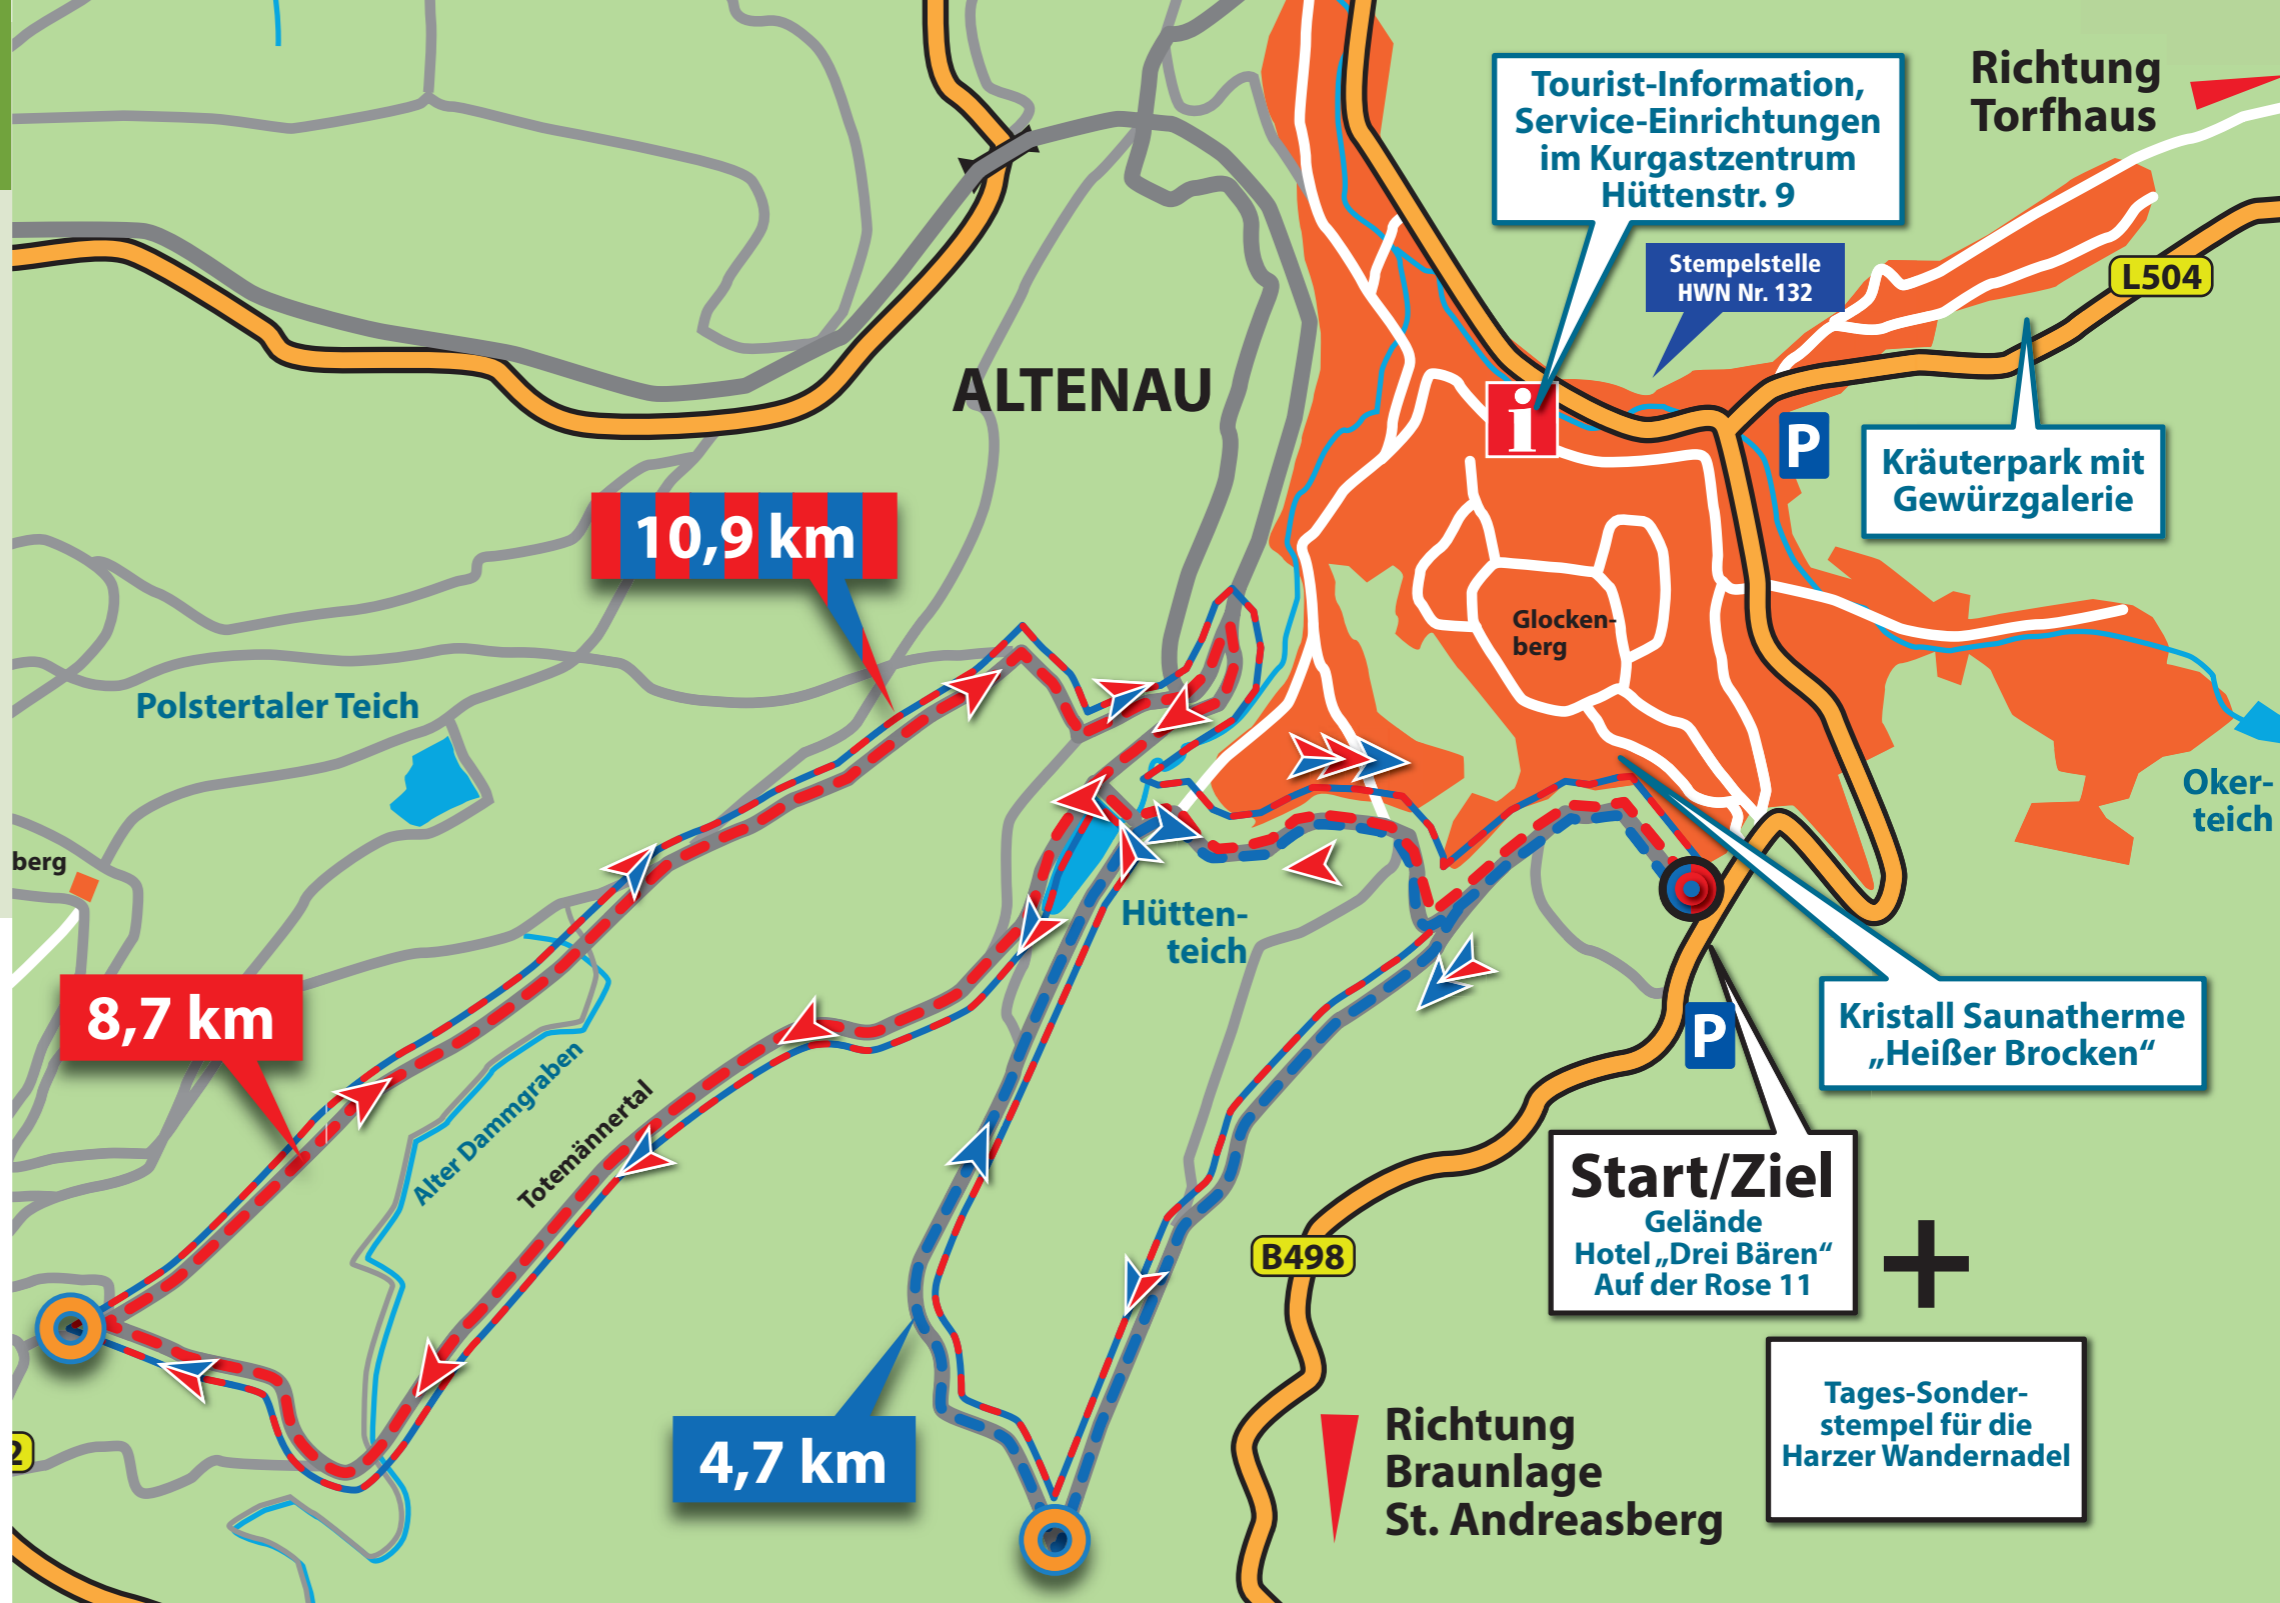 Richtung
Torfhaus
Tourist-Information,
Service-Einrichtungen
im Kurgastzentrum
Hüttenstr. 9
Stempelstelle
HWN Nr. 132
L504
ALTENAU
i
P
Kräuterpark mit
Gewürzgalerie
10,9 km
Glocken-
berg
Polstertaler Teich
Oker-
teich
berg
Hütten-
teich
8,7 km
Alter Dammgraben
Totemännertal
P
Kristall Saunatherme
„Heißer Brocken“
Start/Ziel
Gelände
Hotel „Drei Bären“
Auf der Rose 11
B498
+
4,7 km
Richtung
Braunlage
St. Andreasberg
Tages-Sonder-
stempel für die
Harzer Wandernadel
2